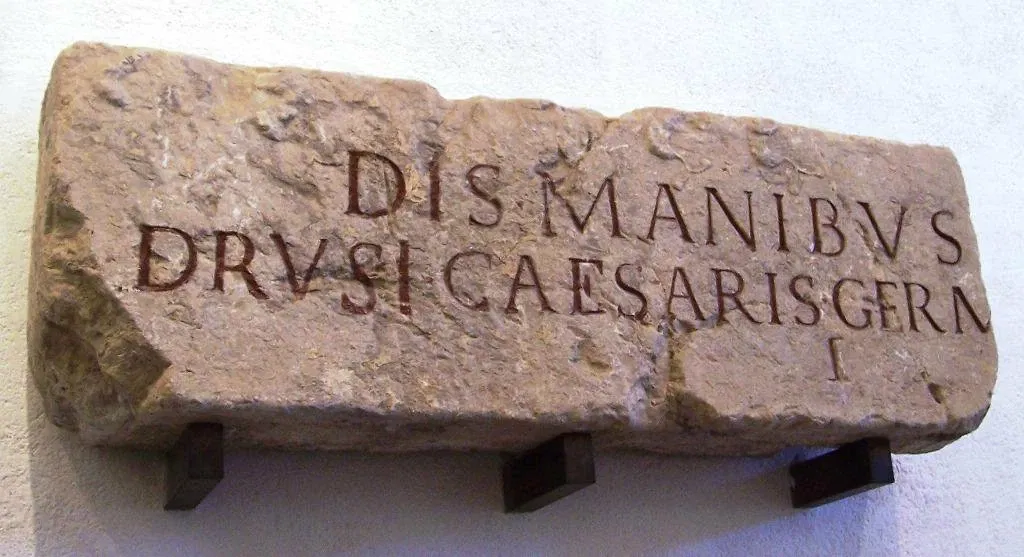 DIS MANIBVS
DRVSI CAESARIS GERM
I